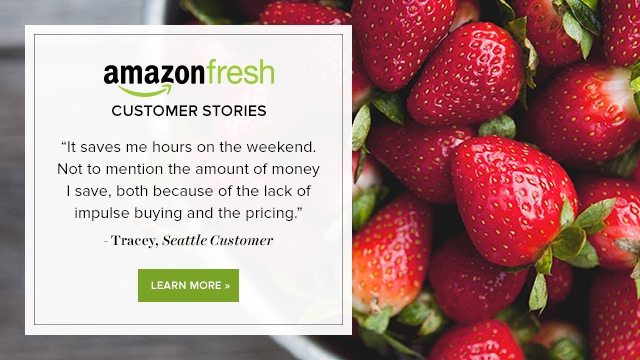 amazonfresh
CUSTOMER STORIES
“It saves me hours on the weekend.
Not to mention the amount of money
I save, both because of the lack of
impulse buying and the pricing.”
- Tracey, Seattle Customer
LEARN MORE »